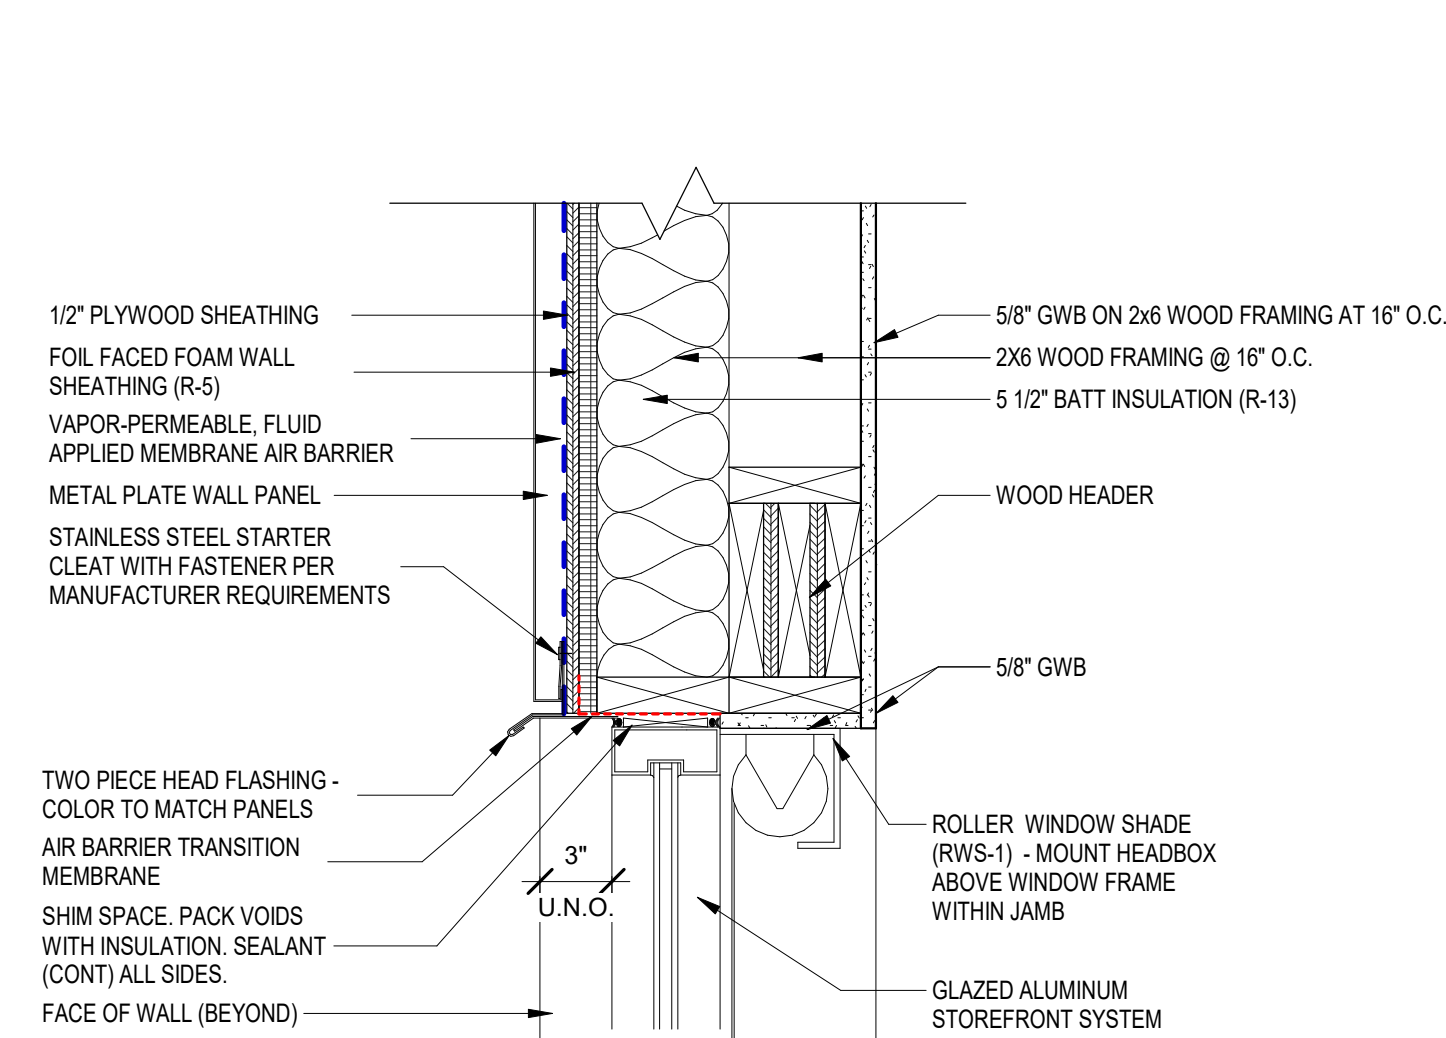 1/2" PLYWOOD SHEATHING
FOIL FACED FOAM WALL
SHEATHING (R-5)
VAPOR-PERMEABLE, FLUID
APPLIED MEMBRANE AIR BARRIER
METAL PLATE WALL PANEL
STAINLESS STEEL STARTER
CLEAT WITH FASTENER PER
MANUFACTURER REQUIREMENTS
TWO PIECE HEAD FLASHING -
COLOR TO MATCH PANELS
AIR BARRIER TRANSITION
MEMBRANE
SHIM SPACE. PACK VOIDS
WITH INSULATION. SEALANT
(CONT) ALL SIDES.
FACE OF WALL (BEYOND)
3"
U.N.O.
5/8" GWB ON 2x6 WOOD FRAMING AT 16" O.C.
2X6 WOOD FRAMING @ 16" O.C.
5 1/2" BATT INSULATION (R-13)
WOOD HEADER
5/8" GWB
ROLLER WINDOW SHADE
(RWS-1) - MOUNT HEADBOX
ABOVE WINDOW FRAME
WITHIN JAMB
GLAZED ALUMINUM
STOREFRONT SYSTEM